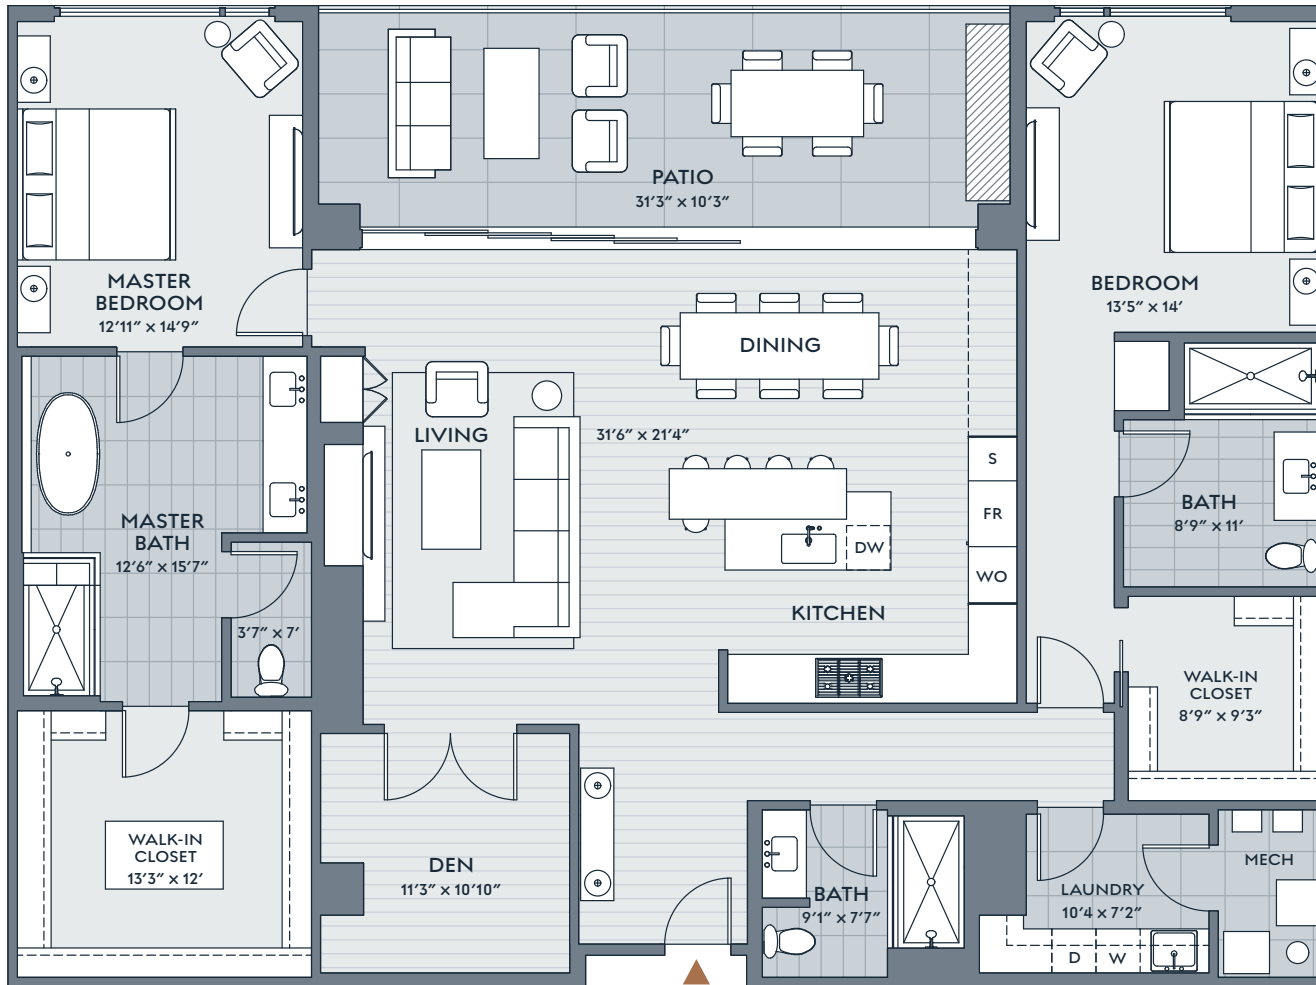 PATIO
31'3" x 10'3"
MASTER
BEDROOM
12'11" x 14'9"
BEDROOM
13'5" x 14'
DINING
LIVING
31'6" x 21'4"
S
FR
WO
DW
KITCHEN
MASTER
BATH
12'6" x 15'7"
3'7" x 7'
BATH
8'9" x 11'
WALK-IN
CLOSET
8'9" x 9'3"
WALK-IN
CLOSET
13'3" x 12'
DEN
11'3" x 10'10"
BATH
9'1" x 7'7"
LAUNDRY
10'4 x 7'2"
D
W
MECH